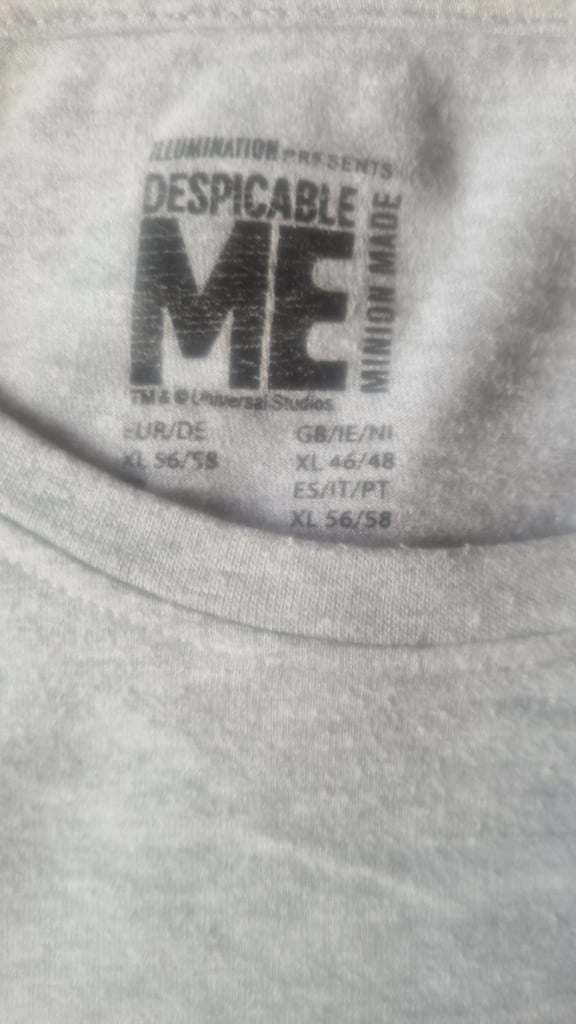 ILLUMINATION PRESENTS
DESPICABLE
ME
MINION MADE
TM & © Universal Studios
EUR/DE
XL 56/58
GB/IE/NI
XL 46/48
ES/IT/PT
XL 56/58